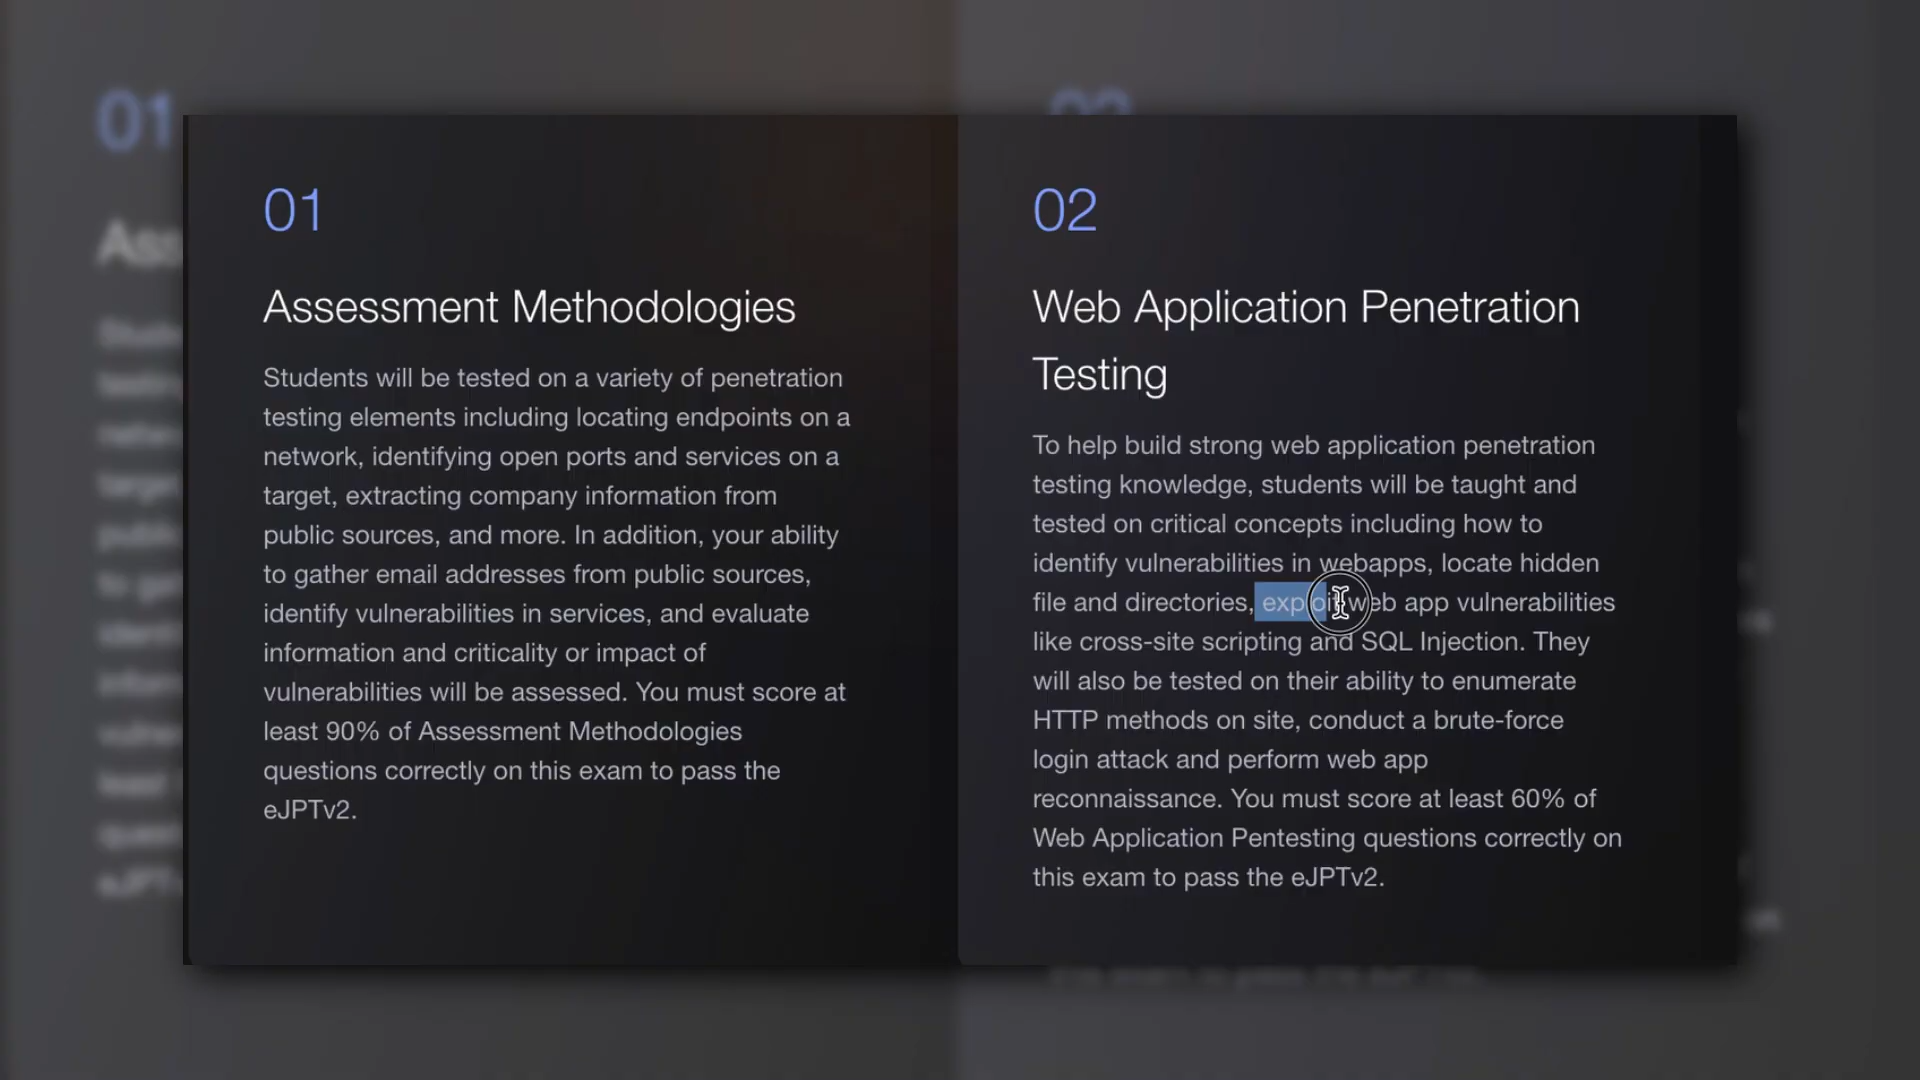 01
Assessment Methodologies
Students will be tested on a variety of penetration
testing elements including locating endpoints on a
network, identifying open ports and services on a
target, extracting company information from
public sources, and more. In addition, your ability
to gather email addresses from public sources,
identify vulnerabilities in services, and evaluate
information and criticality or impact of
vulnerabilities will be assessed. You must score at
least 90% of Assessment Methodologies
questions correctly on this exam to pass the
eJPTv2.
02
Web Application Penetration
Testing
To help build strong web application penetration
testing knowledge, students will be taught and
tested on critical concepts including how to
identify vulnerabilities in webapps, locate hidden
file and directories, exploit web app vulnerabilities
like cross-site scripting and SQL Injection. They
will also be tested on their ability to enumerate
HTTP methods on site, conduct a brute-force
login attack and perform web app
reconnaissance. You must score at least 60% of
Web Application Pentesting questions correctly on
this exam to pass the eJPTv2.